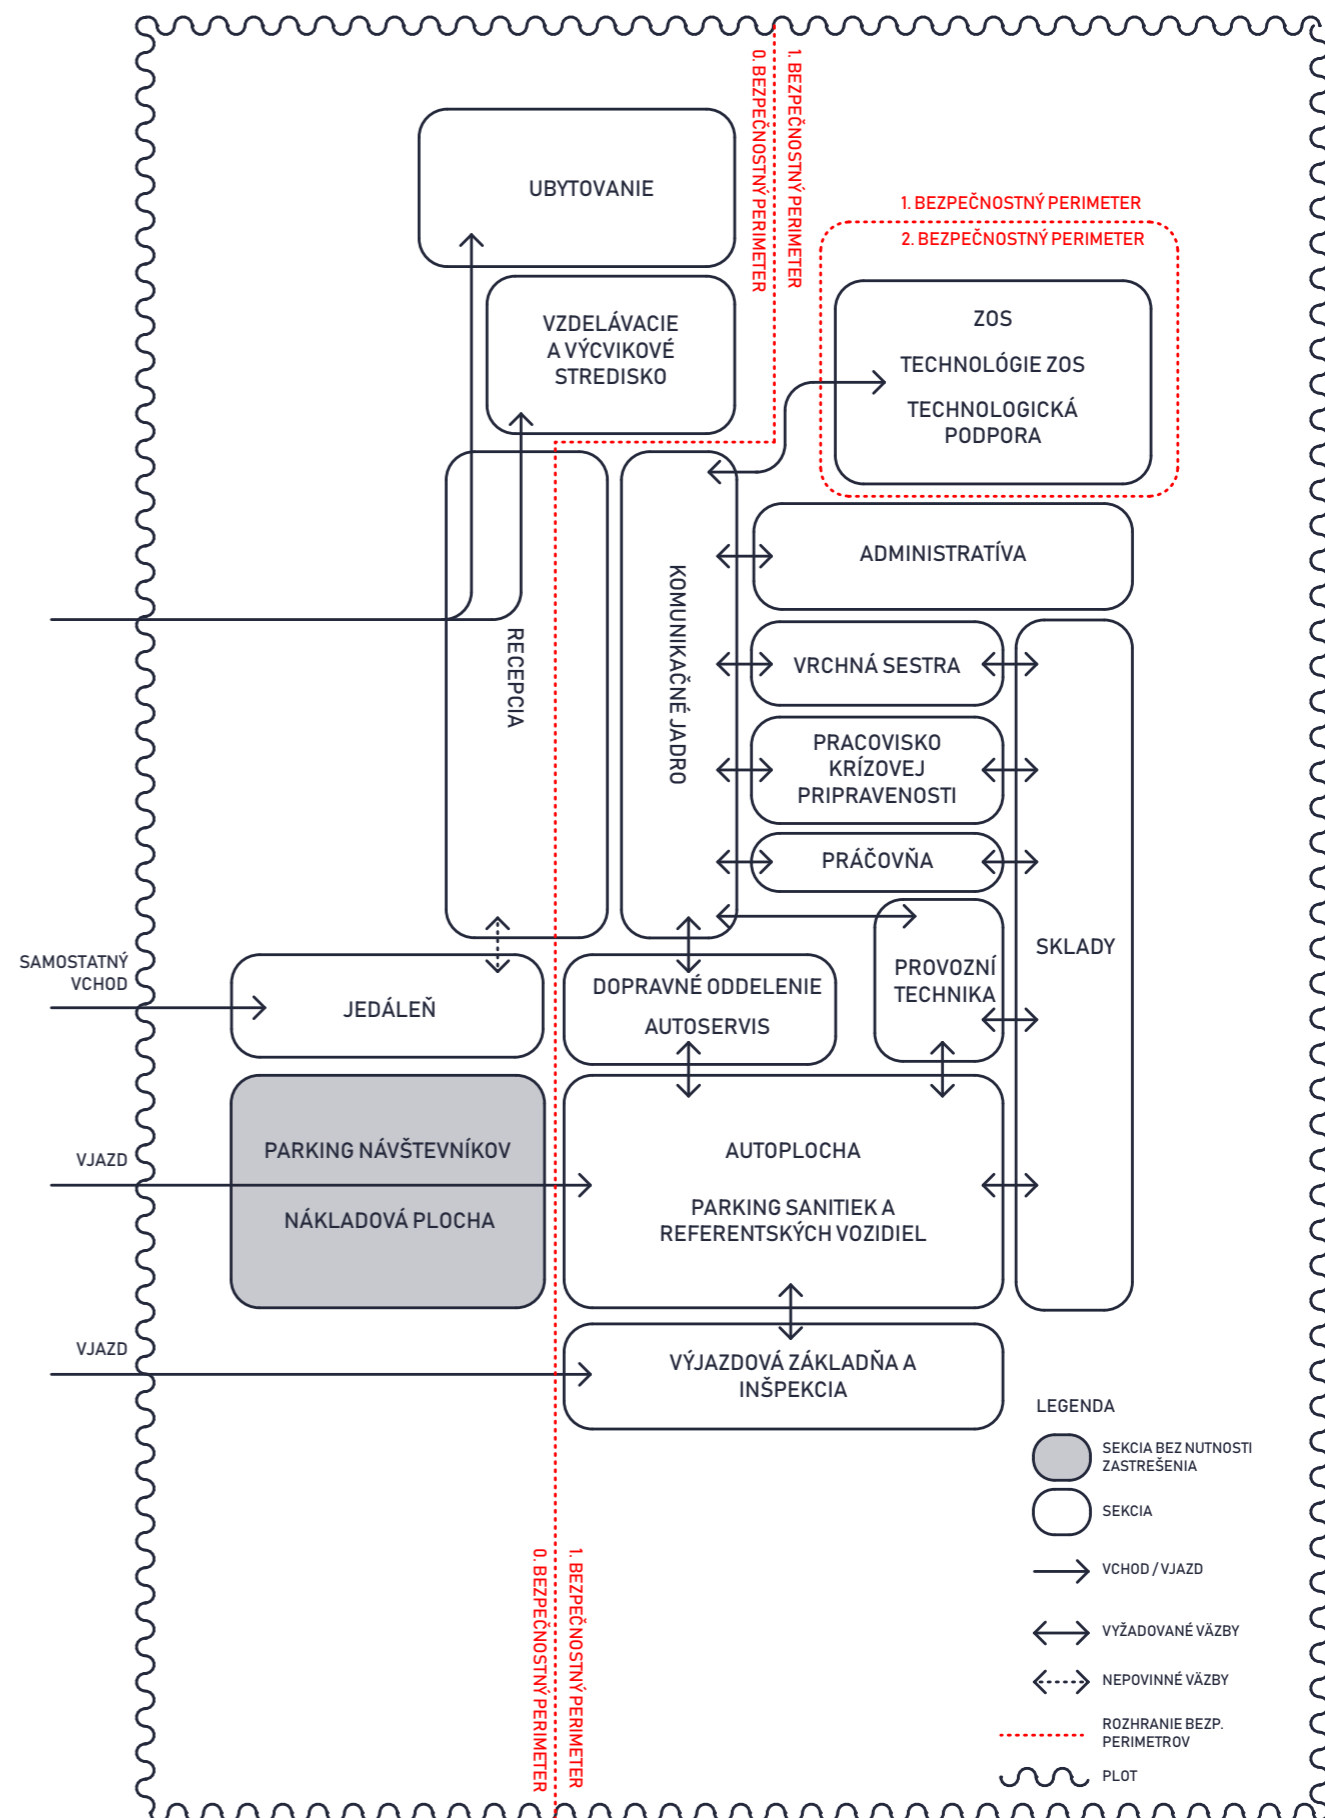 0. BEZPEČNOSTNÝ PERIMETER
1. BEZPEČNOSTNÝ PERIMETER
UBYTOVANIE
1. BEZPEČNOSTNÝ PERIMETER
2. BEZPEČNOSTNÝ PERIMETER
VZDELÁVACIE
A VÝCVIKOVÉ
STREDISKO
ZOS
TECHNOLÓGIE ZOS
TECHNOLOGICKÁ
PODPORA
ADMINISTRATÍVA
RECEPCIA
KOMUNIKAČNÉ JADRO
VRCHNÁ SESTRA
PRACOVISKO
KRÍZOVEJ
PRIPRAVENOSTI
PRÁČOVŇA
SKLADY
SAMOSTATNÝ
VCHOD
JEDÁLEŇ
DOPRAVNÉ ODDELENIE
AUTOSERVIS
PROVOZNÍ
TECHNIKA
VJAZD
PARKING NÁVŠTEVNÍKOV
NÁKLADOVÁ PLOCHA
AUTOPLOCHA
PARKING SANITIEK A
REFERENTSKÝCH VOZIDIEL
VJAZD
VÝJAZDOVÁ ZÁKLADŇA A
INŠPEKCIA
0. BEZPEČNOSTNÝ PERIMETER
1. BEZPEČNOSTNÝ PERIMETER
LEGENDA
SEKCIA BEZ NUTNOSTI
ZASTREŠENIA
SEKCIA
VCHOD / VJAZD
VYŽADOVANÉ VÄZBY
NEPOVINNÉ VÄZBY
ROZHRANIE BEZP.
PERIMETROV
PLOT